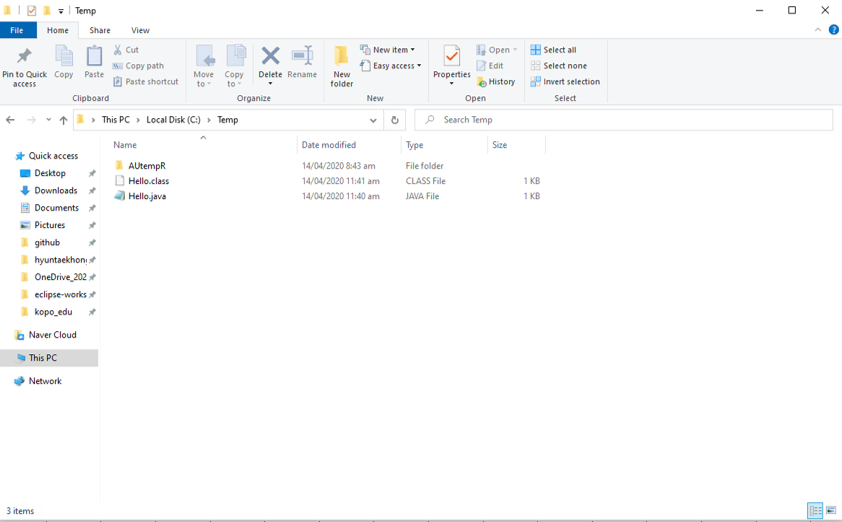 Temp
File Home Share View
Pin to Quick access
Copy
Paste
Cut
Copy path
Paste shortcut
Clipboard
Move to
Copy to
Delete
Rename
Organize
New folder
New item
Easy access
New
Properties
Open
Edit
History
Open
Select all
Select none
Invert selection
Select
This PC > Local Disk (C:) > Temp
Search Temp
Name Date modified Type Size
AUtempR 14/04/2020 8:43 am File folder
Hello.class 14/04/2020 11:41 am CLASS File 1 KB
Hello.java 14/04/2020 11:40 am JAVA File 1 KB
Quick access
Desktop
Downloads
Documents
Pictures
github
hyuntaekhong
OneDrive_202
eclipse-works
kopo_edu
Naver Cloud
This PC
Network
3 items